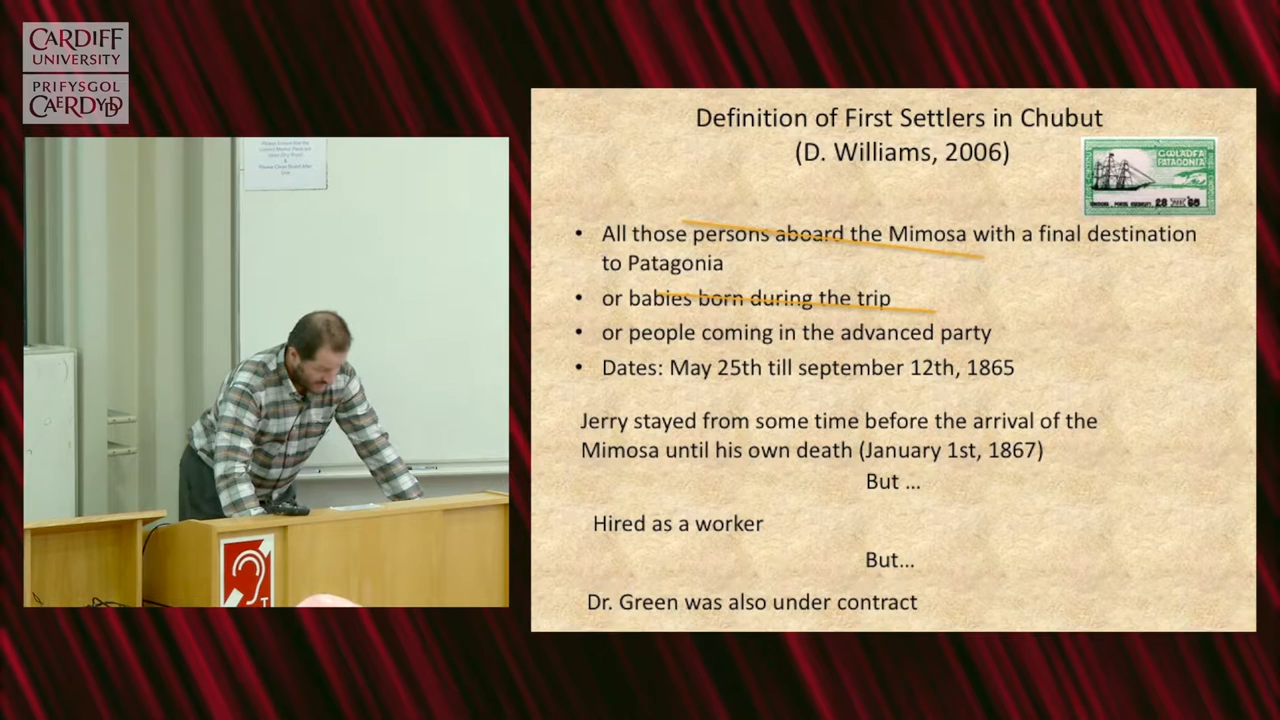 CARDIFF
UNIVERSITY
PRIFYSGOL
CAERDYDD
Definition of First Settlers in Chubut
(D. Williams, 2006)
GWLADFA
PATAGONIA
• All those persons aboard the Mimosa with a final destination
to Patagonia
• or babies born during the trip
• or people coming in the advanced party
• Dates: May 25th till september 12th, 1865
Jerry stayed from some time before the arrival of the
Mimosa until his own death (January 1st, 1867)
But ...
Hired as a worker
But...
Dr. Green was also under contract
T